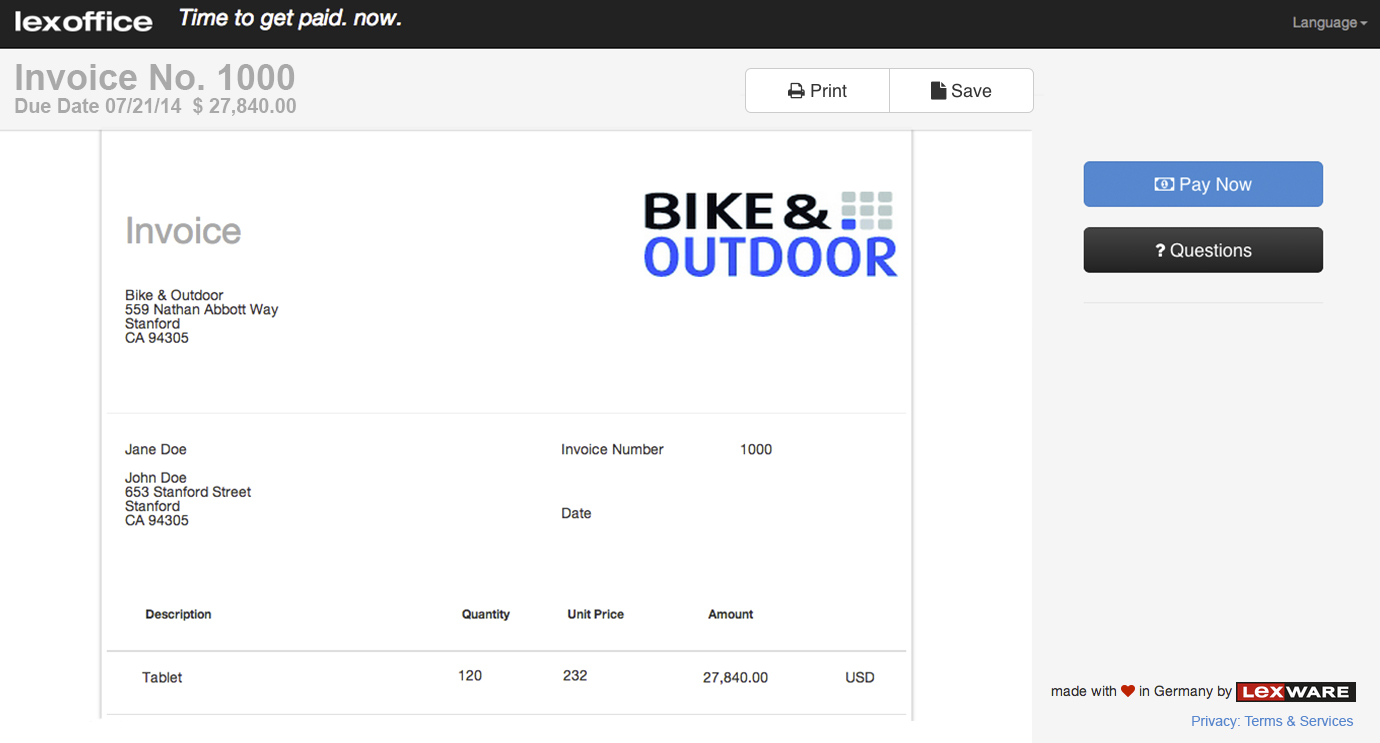 lexoffice Time to get paid. now. Language
Invoice No. 1000
Due Date 07/21/14 $ 27,840.00
Print Save
Pay Now
? Questions
BIKE &
OUTDOOR
Invoice
Bike & Outdoor
559 Nathan Abbott Way
Stanford
CA 94305
Jane Doe
John Doe
653 Stanford Street
Stanford
CA 94305
Invoice Number 1000
Date
Description Quantity Unit Price Amount
Tablet 120 232 27,840.00 USD
made with ❤ in Germany by LEXWARE
Privacy: Terms & Services